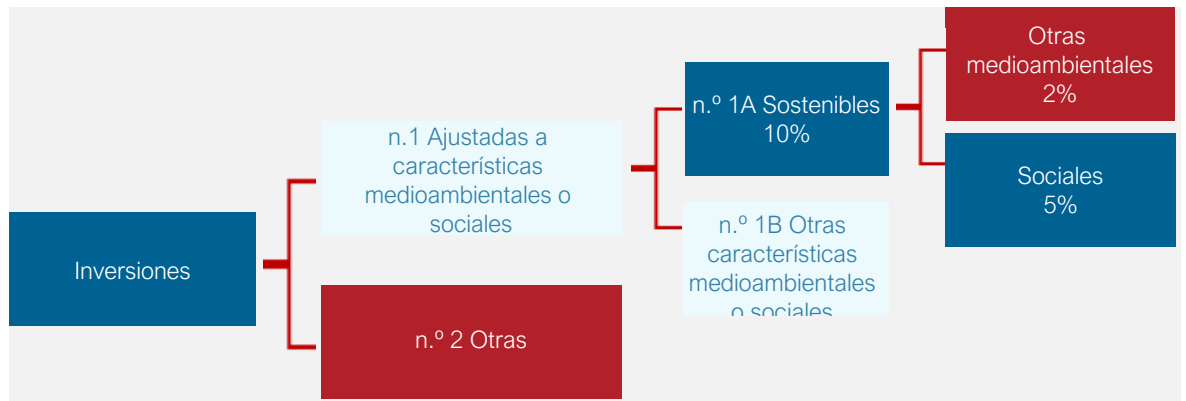 Inversiones
n.1 Ajustadas a
características
medioambientales o
sociales
n.º 2 Otras
n.º 1A Sostenibles
10%
n.º 1B Otras
características
medioambientales
o sociales
Otras
medioambientales
2%
Sociales
5%